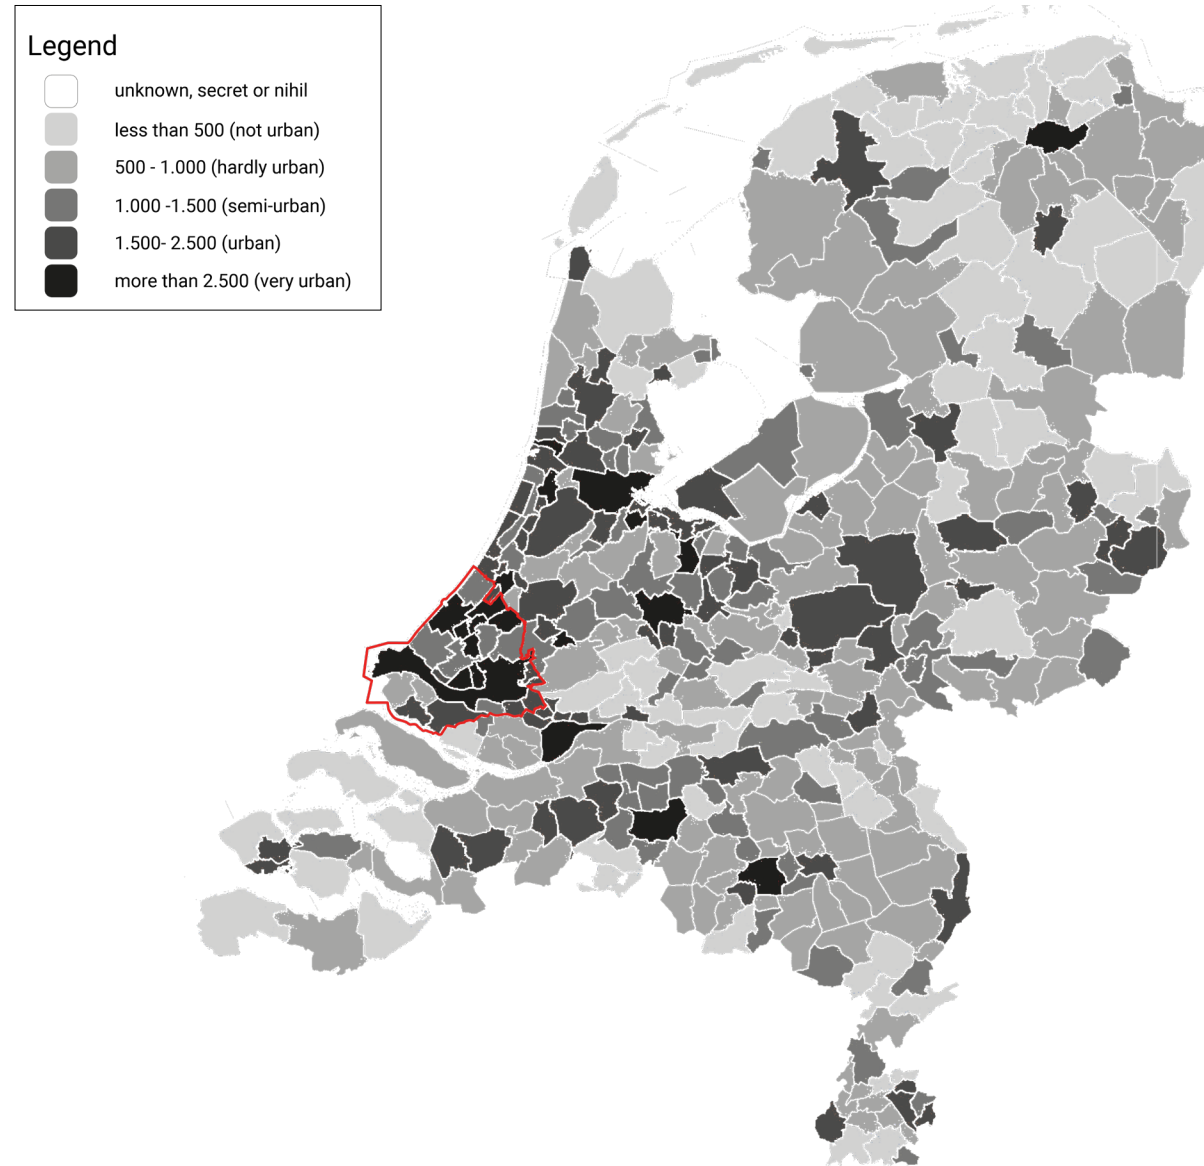 Legend
unknown, secret or nihil
less than 500 (not urban)
500 - 1.000 (hardly urban)
1.000 -1.500 (semi-urban)
1.500- 2.500 (urban)
more than 2.500 (very urban)